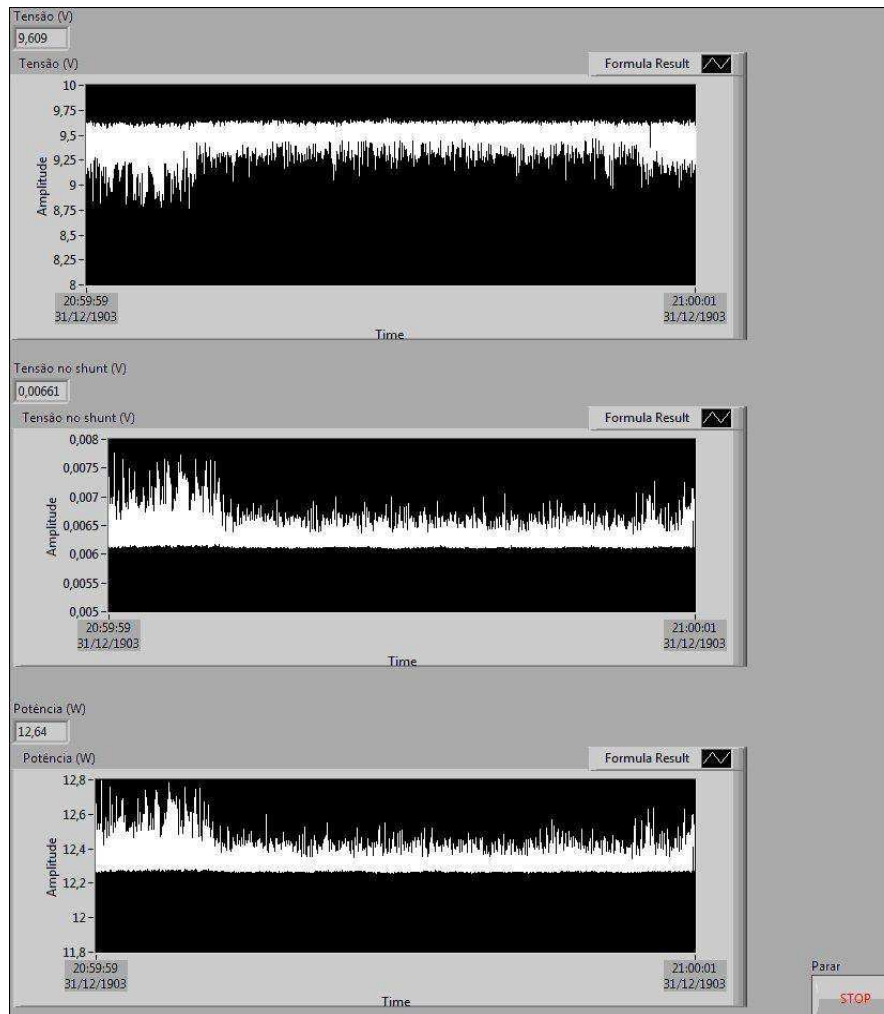 Tensão (V)
9,609
Tensão (V)
Formula Result
10
9,75
9,5
9,25
9
8,75
8,5
8,25
8
Amplitude
20:59:59
31/12/1903
21:00:01
31/12/1903
Time
Tensão no shunt (V)
0,00661
Tensão no shunt (V)
Formula Result
0,008
0,0075
0,007
0,0065
0,006
0,0055
0,005
Amplitude
20:59:59
31/12/1903
21:00:01
31/12/1903
Time
Potência (W)
12,64
Potência (W)
Formula Result
12,8
12,6
12,4
12,2
12
11,8
Amplitude
20:59:59
31/12/1903
21:00:01
31/12/1903
Time
Parar
STOP